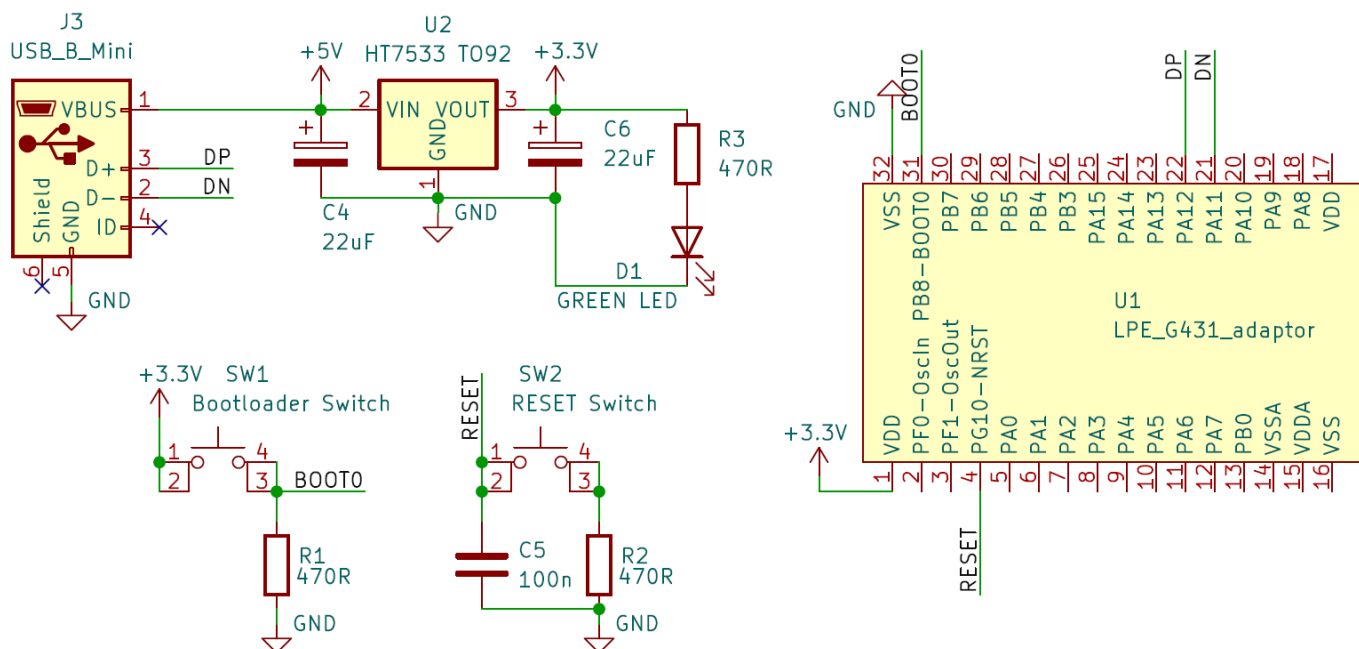 J3
USB_B_Mini
VBUS
1
D+
3
DP
D-
2
DN
ID
4
Shield
GND
6
5
GND
+5V
U2
HT7533 TO92
+3.3V
2
VIN
VOUT
3
GND
1
GND
+
C4
22uF
+
C6
22uF
R3
470R
D1
GREEN LED
+3.3V
SW1
Bootloader Switch
1
4
2
3
BOOT0
R1
470R
GND
RESET
SW2
RESET Switch
1
4
2
3
C5
100n
R2
470R
GND
GND
BOOT0
DP
DN
32
31
30
29
28
27
26
25
24
23
22
21
20
19
18
17
VSS
PB8-BOOT0
PB7
PB6
PB5
PB4
PB3
PA15
PA14
PA13
PA12
PA11
PA10
PA9
PA8
VDD
U1
LPE_G431_adaptor
VDD
PF0-OscIn
PF1-OscOut
PG10-NRST
PA0
PA1
PA2
PA3
PA4
PA5
PA6
PA7
PB0
VSSA
VDDA
VSS
1
2
3
4
5
6
7
8
9
10
11
12
13
14
15
16
+3.3V
RESET